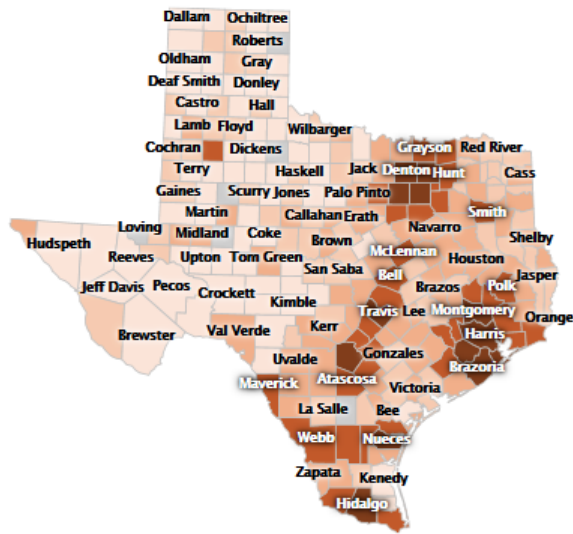 Dallam Ochiltree
Roberts
Oldham Gray
Deaf Smith Donley
Castro Hall
Lamb Floyd Wilbarger
Cochran Dickens Grayson Red River
Terry Haskell Jack Denton Hunt Cass
Gaines Scurry Jones Palo Pinto
Martin Callahan Erath Smith
Loving Midland Coke Navarro
Hudspeth Brown Shelby
Reeves Upton Tom Green McLennan Houston
San Saba Bell Jasper
Jeff Davis Pecos Crockett Brazos Polk
Kimble Travis Lee Montgomery Orange
Brewster Val Verde Kerr Harris
Uvalde Gonzales Brazoria
Maverick Atascosa Victoria
La Salle Bee
Webb Nueces
Zapata Kenedy
Hidalgo